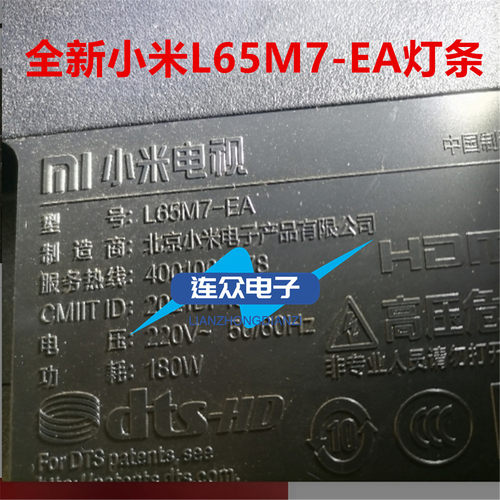 全新小米L65M7-EA灯条
mi 小米电视
中国制
型 号: L65M7-EA
制 造 商: 北京小米电子产品有限公司
服务热线: 400100
CMIIT ID:
连众电子
LIANZHONGDIANZI
电 压: 220V~ 50/60Hz
功 耗: 180W
高压危
非专业人员请勿打开
dts-HD
For DTS patents, see
10